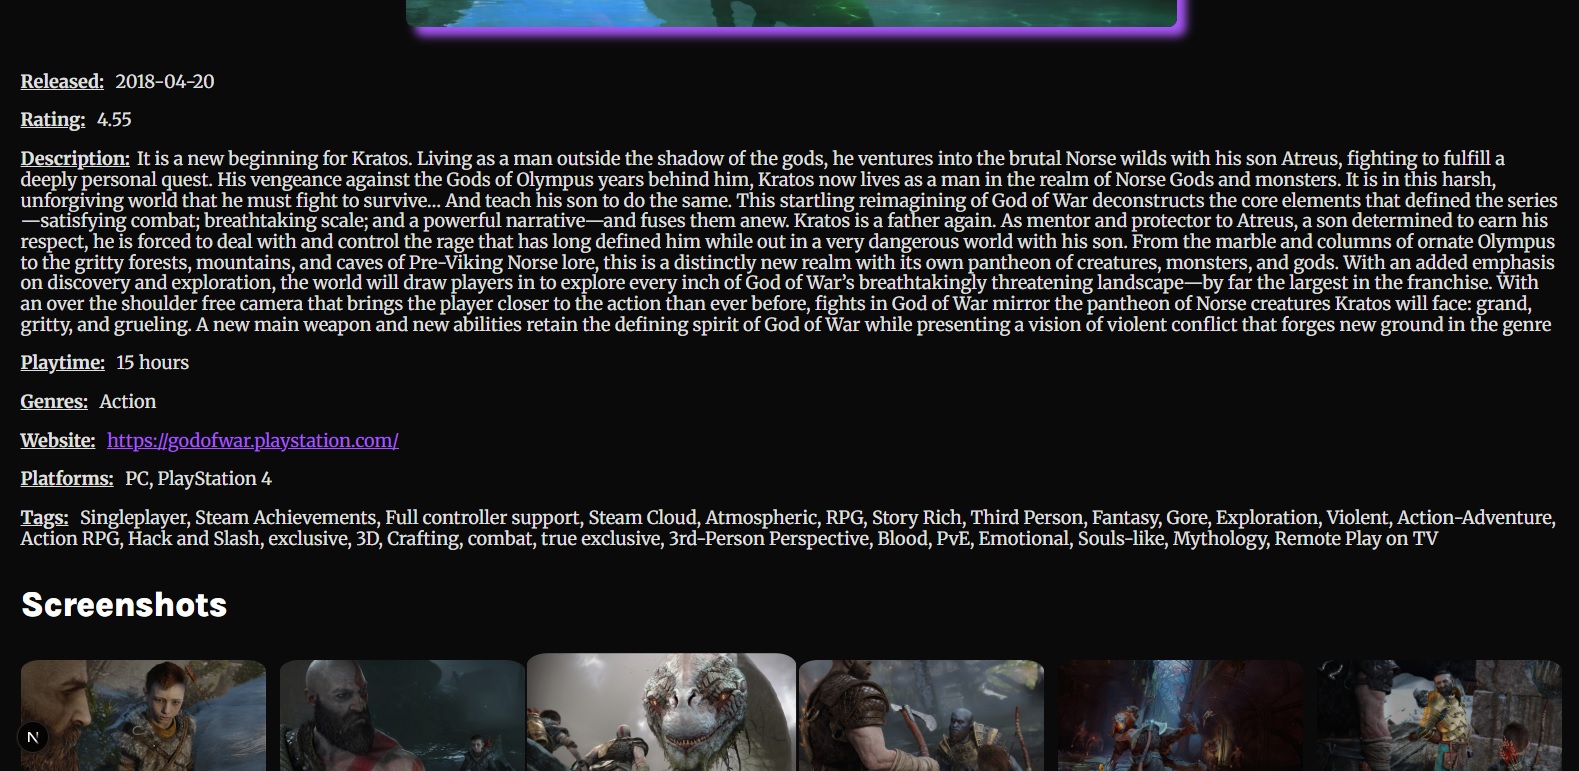 Released: 2018-04-20
Rating: 4.55
Description: It is a new beginning for Kratos. Living as a man outside the shadow of the gods, he ventures into the brutal Norse wilds with his son Atreus, fighting to fulfill a
deeply personal quest. His vengeance against the Gods of Olympus years behind him, Kratos now lives as a man in the realm of Norse Gods and monsters. It is in this harsh,
unforgiving world that he must fight to survive… And teach his son to do the same. This startling reimagining of God of War deconstructs the core elements that defined the series
—satisfying combat; breathtaking scale; and a powerful narrative—and fuses them anew. Kratos is a father again. As mentor and protector to Atreus, a son determined to earn his
respect, he is forced to deal with and control the rage that has long defined him while out in a very dangerous world with his son. From the marble and columns of ornate Olympus
to the gritty forests, mountains, and caves of Pre-Viking Norse lore, this is a distinctly new realm with its own pantheon of creatures, monsters, and gods. With an added emphasis
on discovery and exploration, the world will draw players in to explore every inch of God of War’s breathtakingly threatening landscape—by far the largest in the franchise. With
an over the shoulder free camera that brings the player closer to the action than ever before, fights in God of War mirror the pantheon of Norse creatures Kratos will face: grand,
gritty, and grueling. A new main weapon and new abilities retain the defining spirit of God of War while presenting a vision of violent conflict that forges new ground in the genre
Playtime: 15 hours
Genres: Action
Website: https://godofwar.playstation.com/
Platforms: PC, PlayStation 4
Tags: Singleplayer, Steam Achievements, Full controller support, Steam Cloud, Atmospheric, RPG, Story Rich, Third Person, Fantasy, Gore, Exploration, Violent, Action-Adventure,
Action RPG, Hack and Slash, exclusive, 3D, Crafting, combat, true exclusive, 3rd-Person Perspective, Blood, PvE, Emotional, Souls-like, Mythology, Remote Play on TV
Screenshots
N